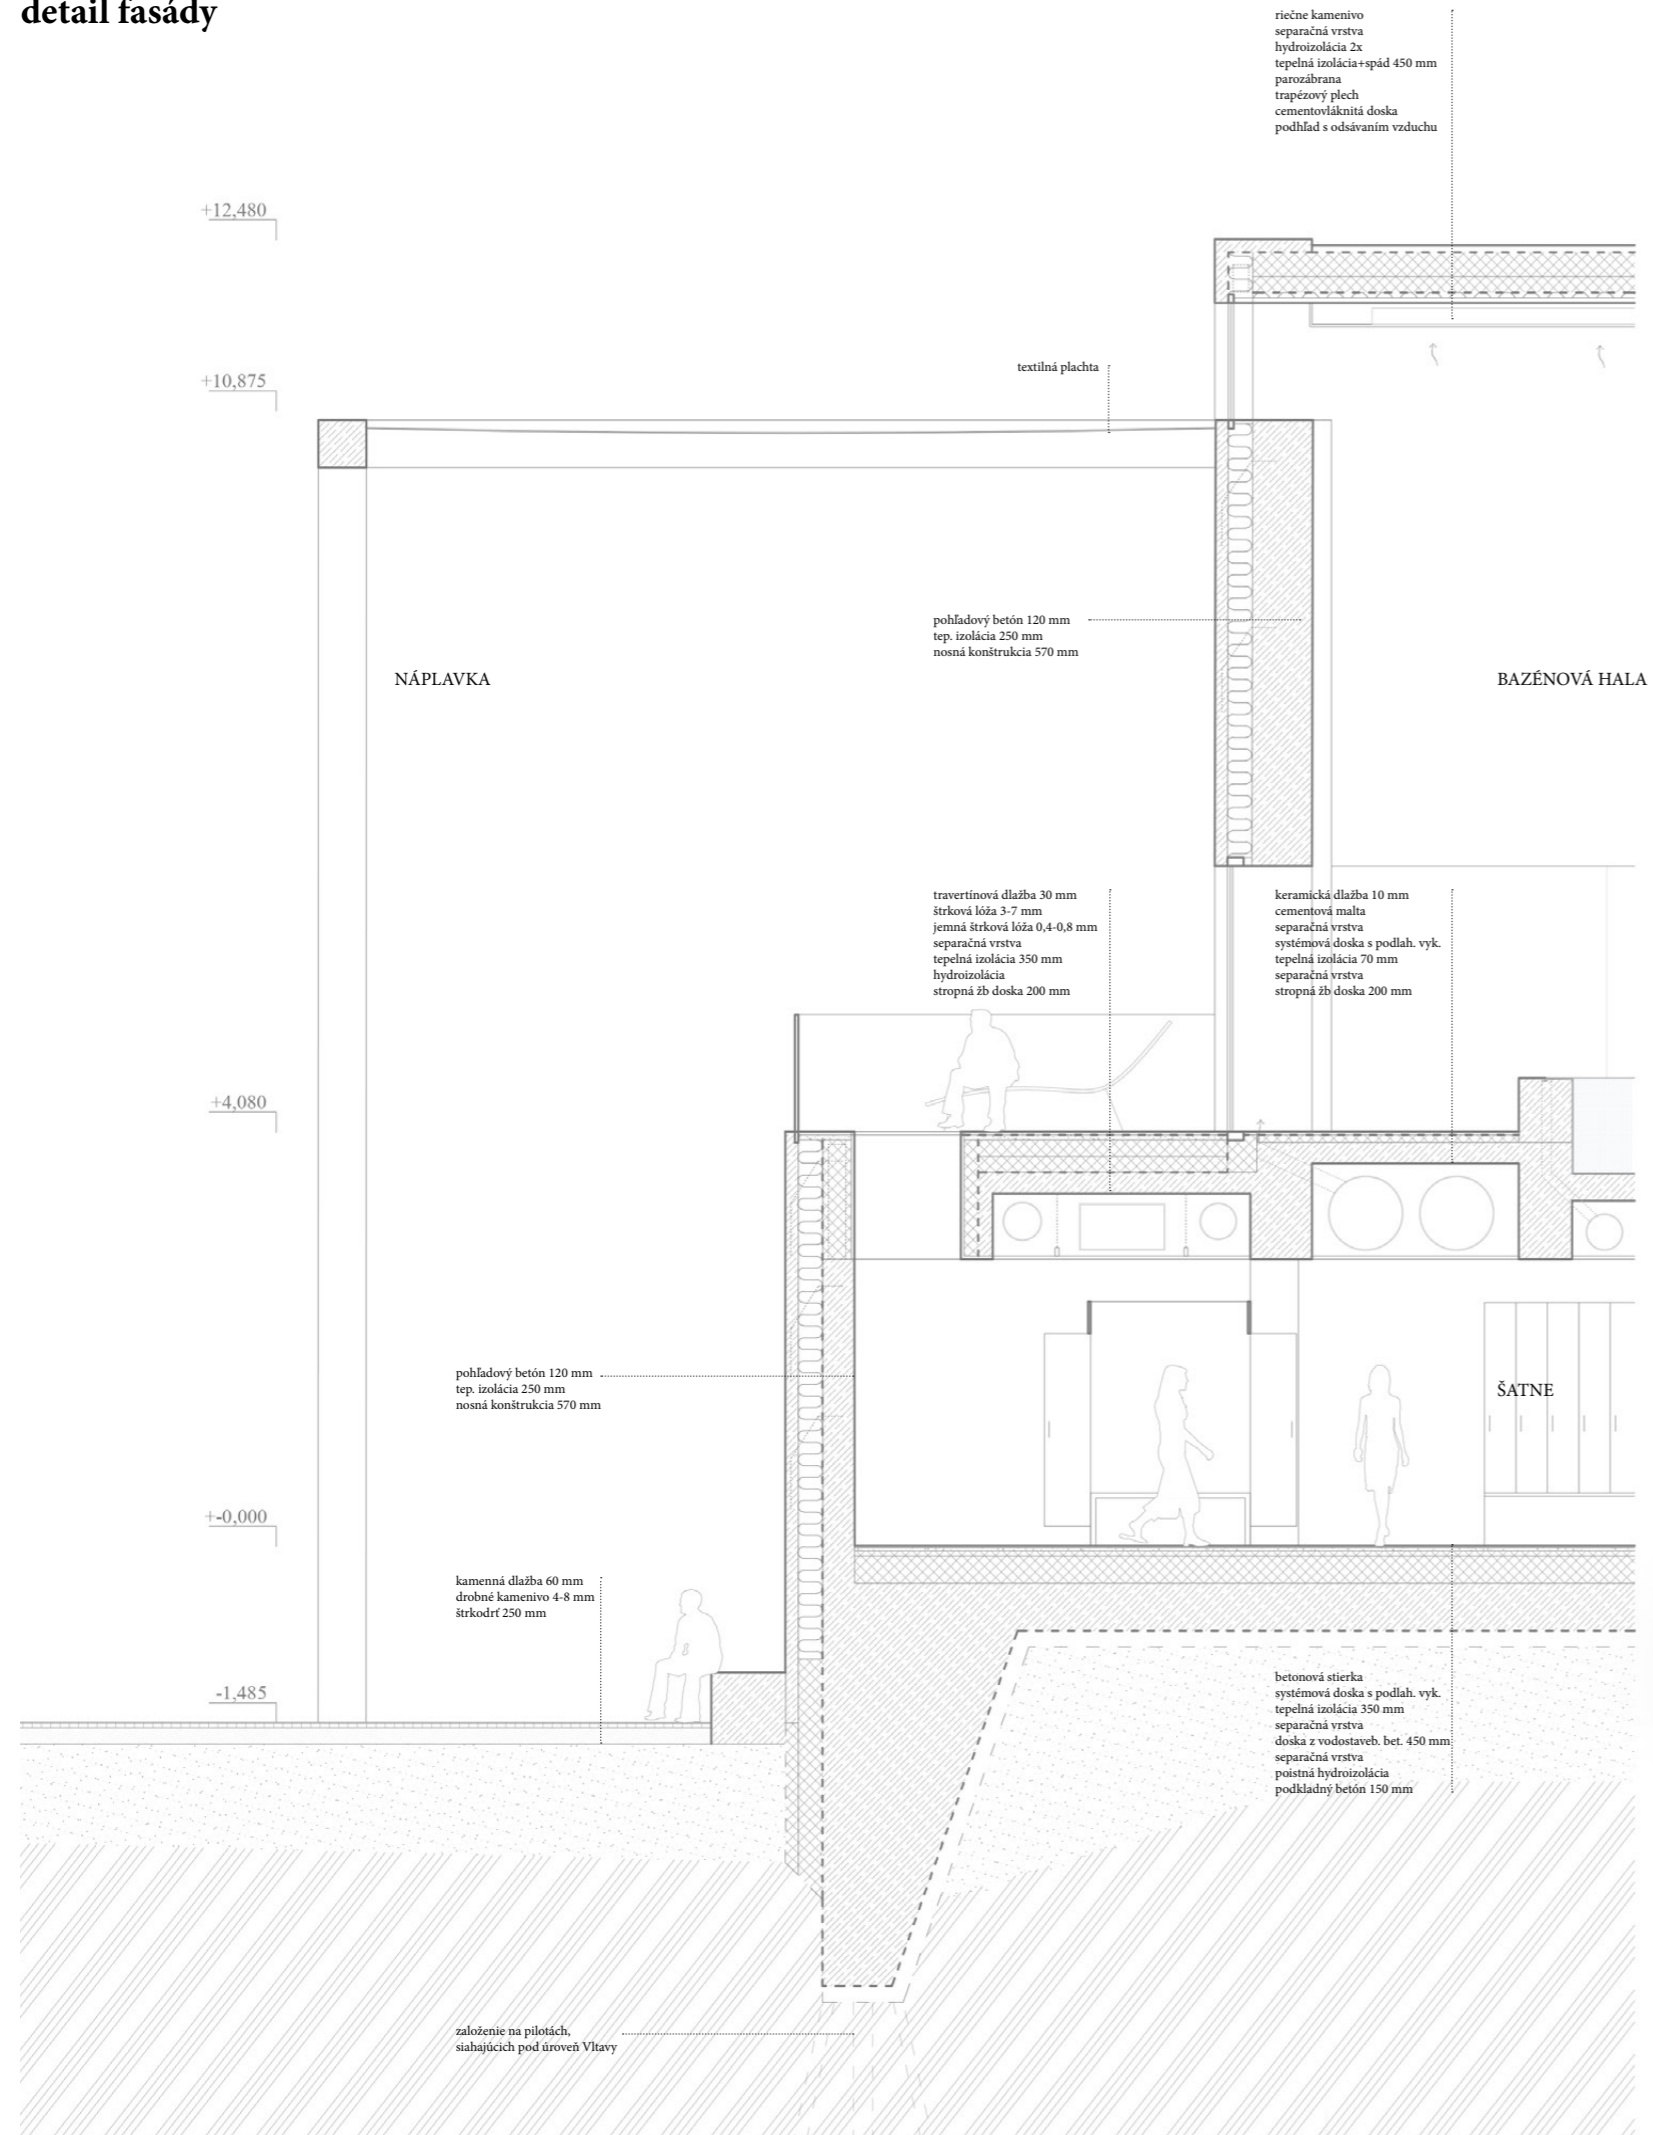 detail fasády
riečne kamenivo
separačná vrstva
hydroizolácia 2x
tepelná izolácia+spád 450 mm
parozábrana
trapézový plech
cementovláknitá doska
podhľad s odsávaním vzduchu
+12,480
+10,875
textilná plachta
pohľadový betón 120 mm
tep. izolácia 250 mm
nosná konštrukcia 570 mm
NÁPLAVKA
BAZÉNOVÁ HALA
travertínová dlažba 30 mm
štrková lóža 3-7 mm
jemná štrková lóža 0,4-0,8 mm
separačná vrstva
tepelná izolácia 350 mm
hydroizolácia
stropná žb doska 200 mm
keramická dlažba 10 mm
cementová malta
separačná vrstva
systémová doska s podlah. vyk.
tepelná izolácia 70 mm
separačná vrstva
stropná žb doska 200 mm
+4,080
pohľadový betón 120 mm
tep. izolácia 250 mm
nosná konštrukcia 570 mm
ŠATNE
+-0,000
kamenná dlažba 60 mm
drobné kamenivo 4-8 mm
štrkodrť 250 mm
-1,485
betonová stierka
systémová doska s podlah. vyk.
tepelná izolácia 350 mm
separačná vrstva
doska z vodostaveb. bet. 450 mm
separačná vrstva
poistná hydroizolácia
podkladný betón 150 mm
založenie na pilotách,
siahajúcich pod úroveň Vltavy